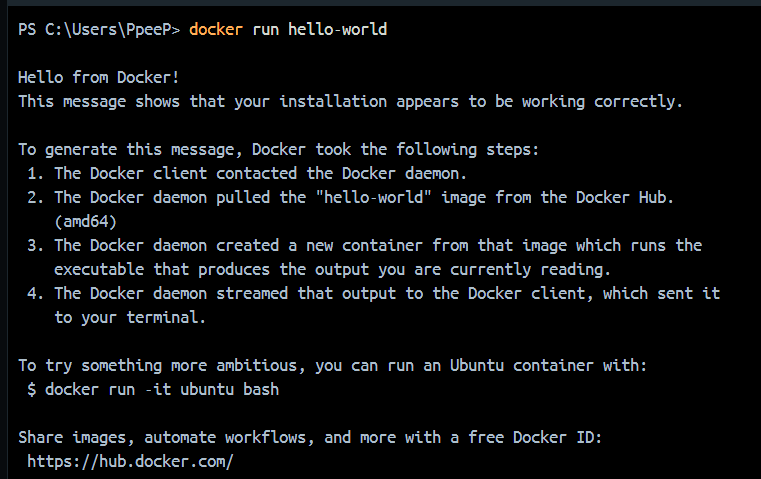 PS C:\Users\PpeeP> docker run hello-world
Hello from Docker!
This message shows that your installation appears to be working correctly.
To generate this message, Docker took the following steps:
1. The Docker client contacted the Docker daemon.
2. The Docker daemon pulled the "hello-world" image from the Docker Hub.
(amd64)
3. The Docker daemon created a new container from that image which runs the
executable that produces the output you are currently reading.
4. The Docker daemon streamed that output to the Docker client, which sent it
to your terminal.
To try something more ambitious, you can run an Ubuntu container with:
$ docker run -it ubuntu bash
Share images, automate workflows, and more with a free Docker ID:
https://hub.docker.com/